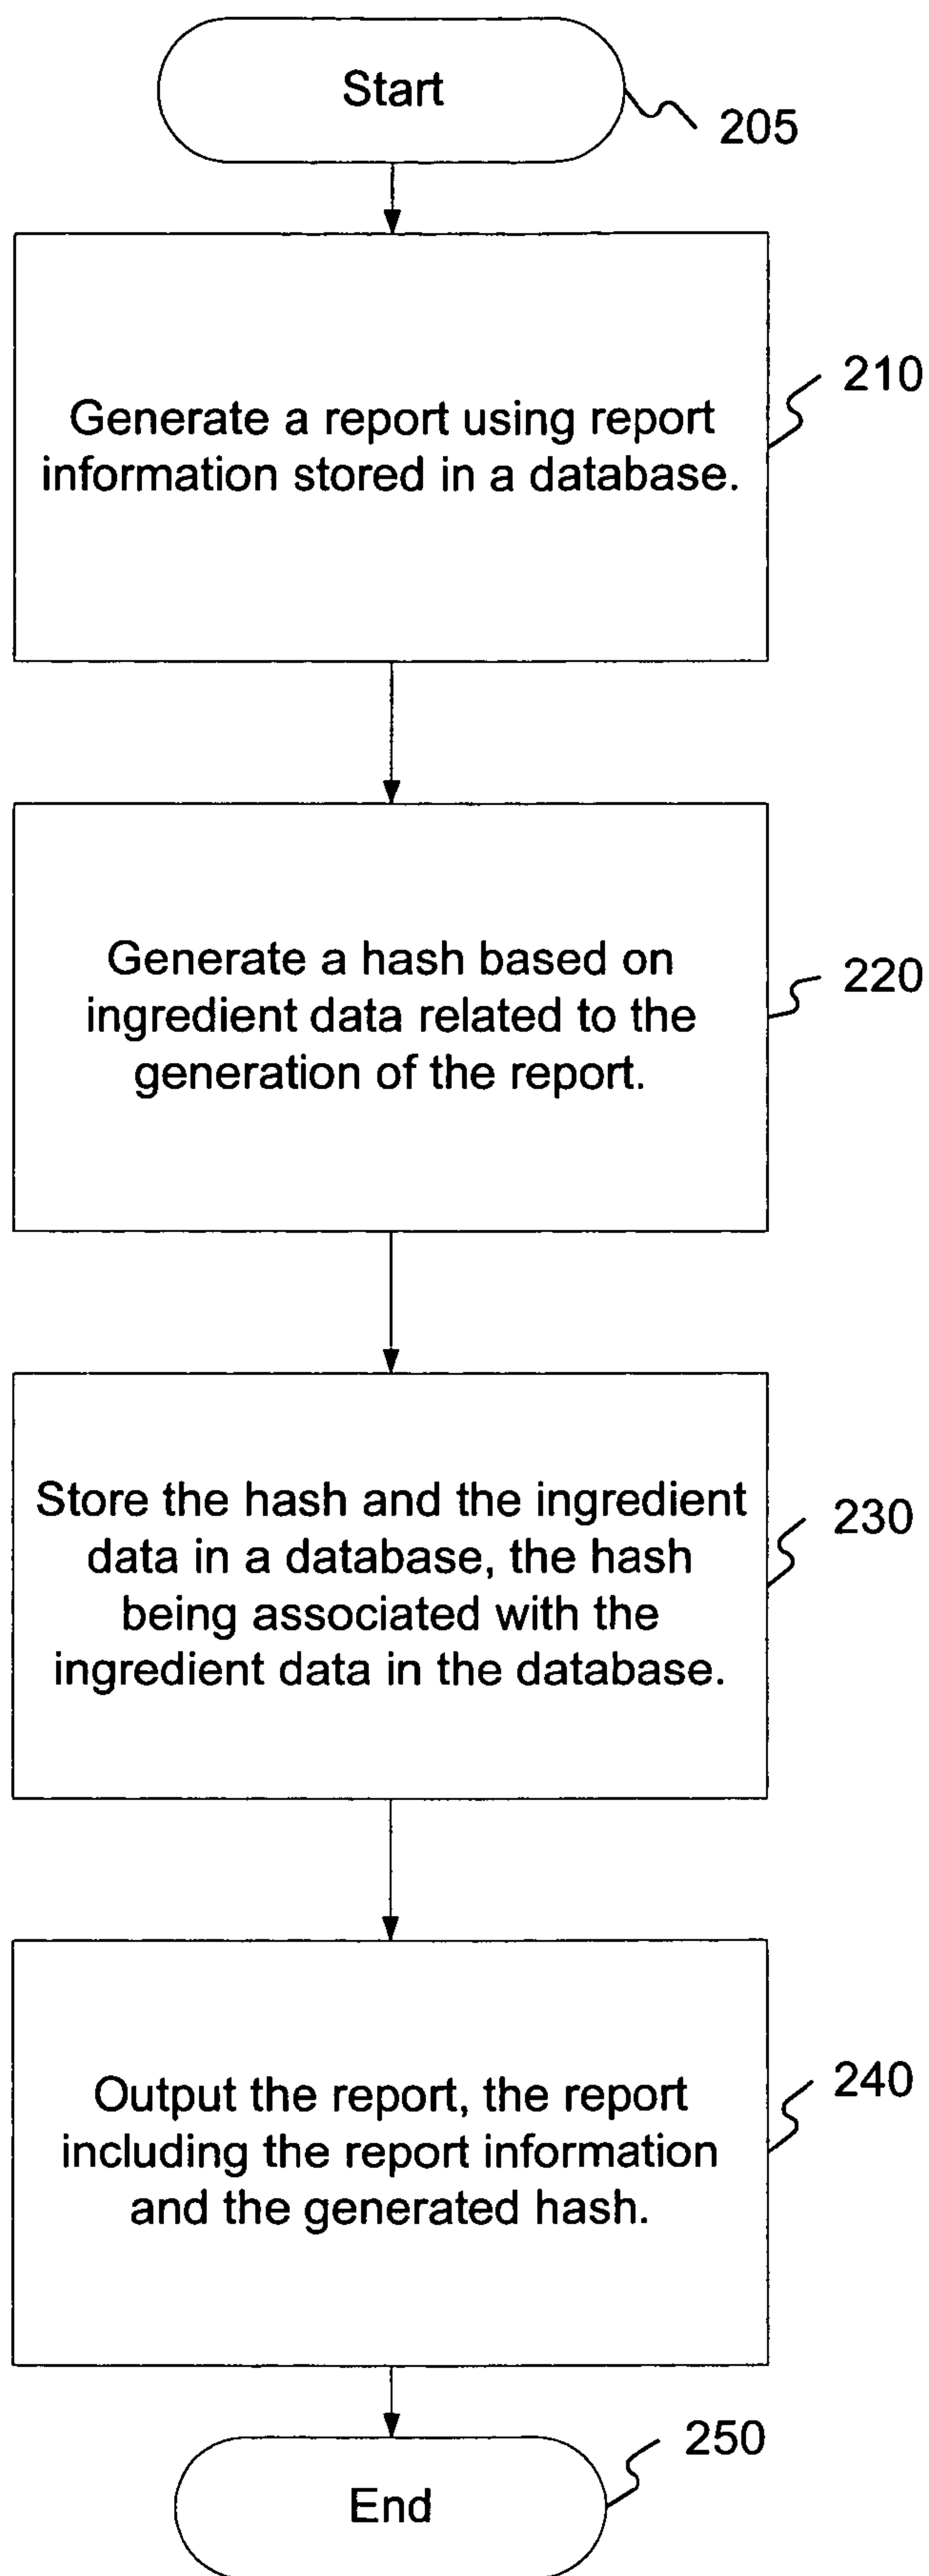 Start
205
Generate a report using report
information stored in a database.
210
Generate a hash based on
ingredient data related to the
generation of the report.
220
Store the hash and the ingredient
data in a database, the hash
being associated with the
ingredient data in the database.
230
Output the report, the report
including the report information
and the generated hash.
240
End
250